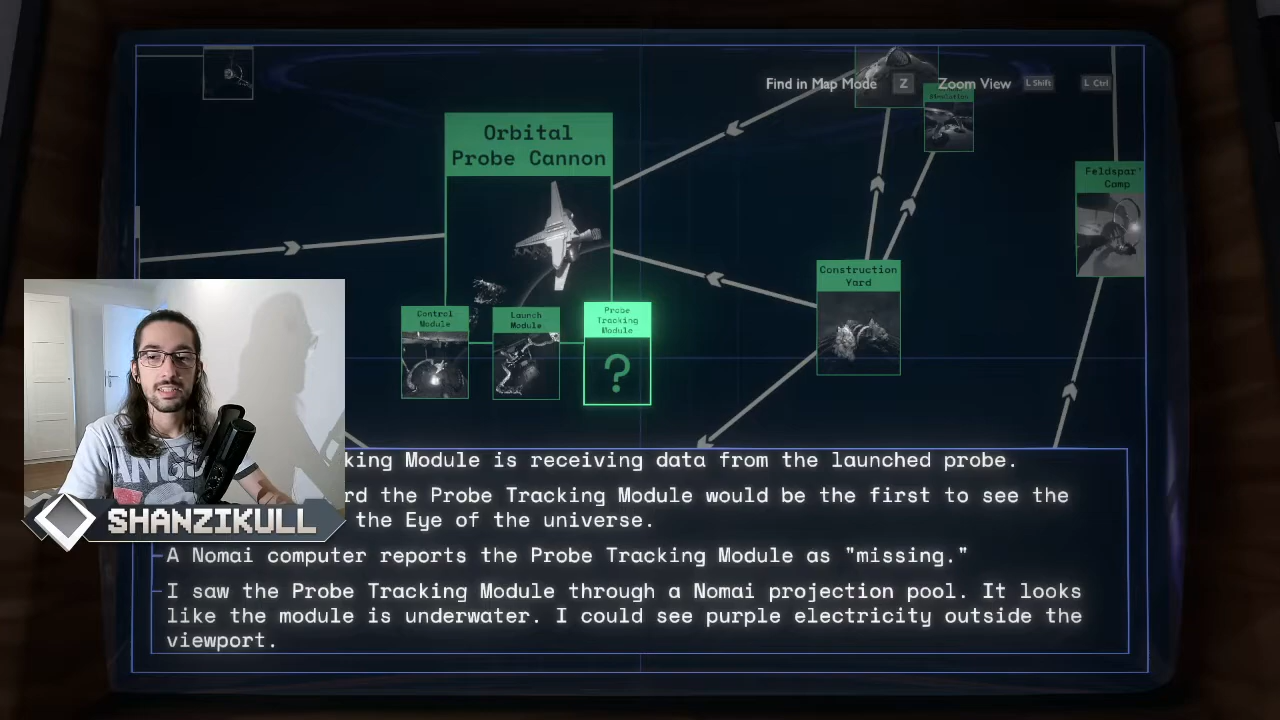 Find in Map Mode Z Zoom View L Shift L Ctrl
Simulation
Orbital
Probe Cannon
Feldspar'
Camp
Construction
Yard
Control
Module
Launch
Module
Probe
Tracking
Module
?
king Module is receiving data from the launched probe.
rd the Probe Tracking Module would be the first to see the
the Eye of the universe.
A Nomai computer reports the Probe Tracking Module as "missing."
I saw the Probe Tracking Module through a Nomai projection pool. It looks
like the module is underwater. I could see purple electricity outside the
viewport.
ANG
SHANZIKULL